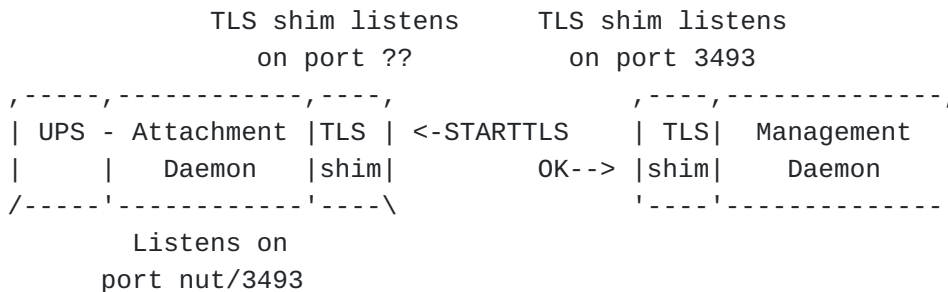 TLS shim listens     TLS shim listens
on port ??          on port 3493
,-----,------------,----,                ,----,--------------,
| UPS - Attachment |TLS | <-STARTTLS    | TLS|  Management
|     |   Daemon   |shim|         OK--> |shim|    Daemon
/-----'------------'----\               '----'--------------
Listens on
port nut/3493